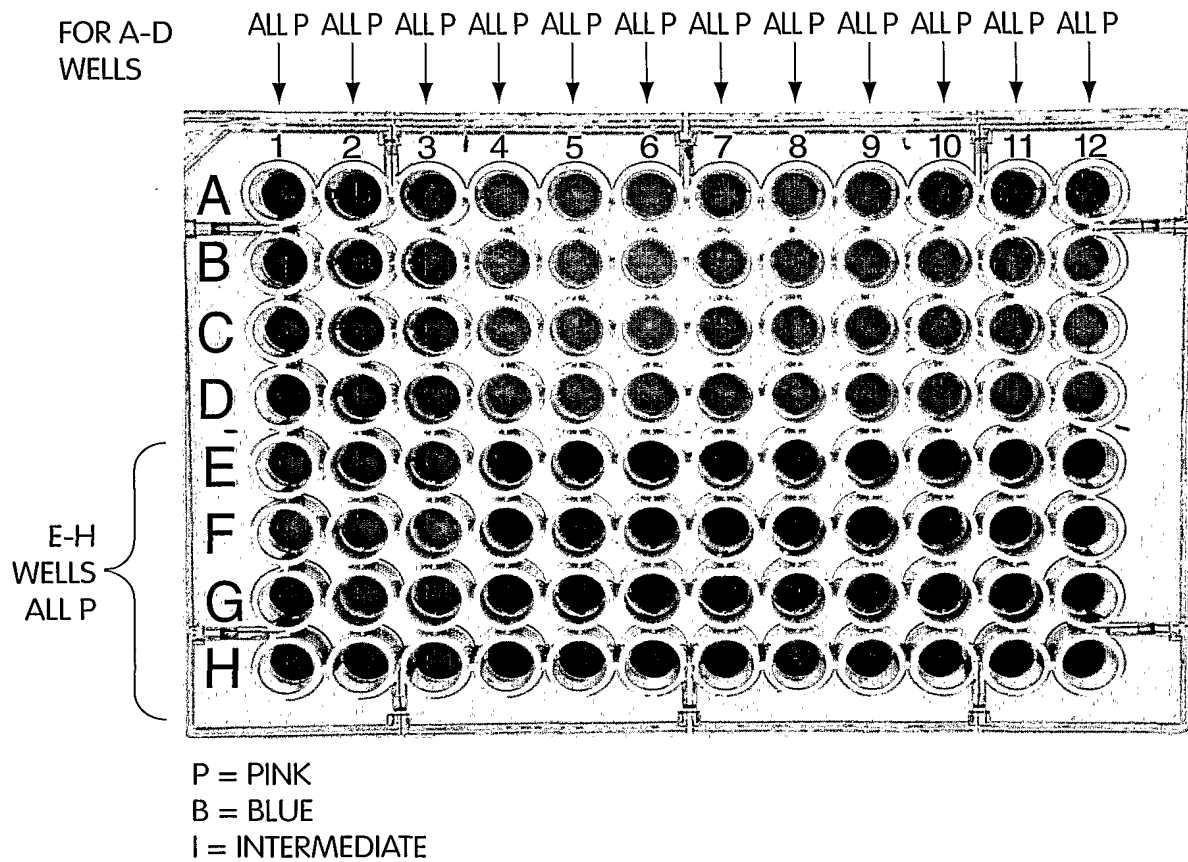 FOR A-D
WELLS
ALL P ALL P ALL P ALL P ALL P ALL P ALL P ALL P ALL P ALL P ALL P ALL P
1 2 3 4 5 6 7 8 9 10 11 12
A
B
C
D
E
F
G
H
E-H
WELLS
ALL P
P = PINK
B = BLUE
I = INTERMEDIATE